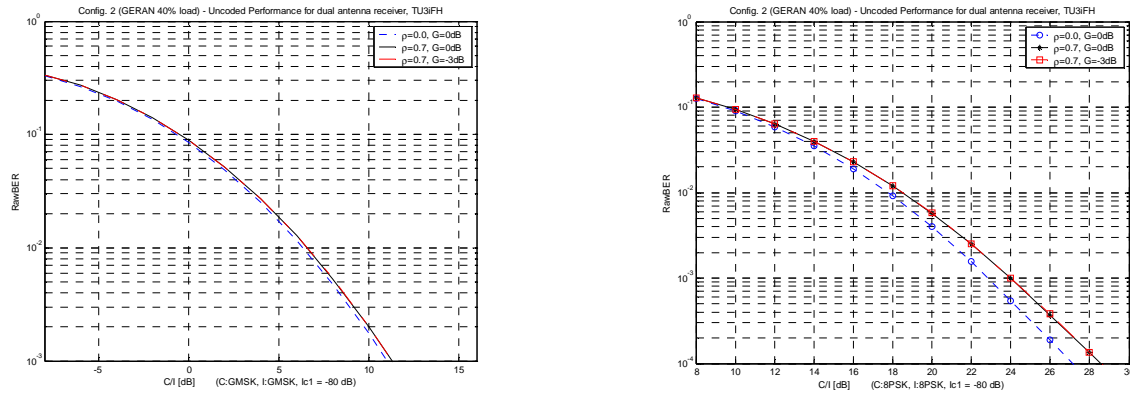 Config. 2 (GERAN 40% load) - Uncoded Performance for dual antenna receiver, TU3iFH
10^0
10^-1
10^-2
10^-3
RawBER
ρ=0.0, G=0dB
ρ=0.7, G=0dB
ρ=0.7, G=-3dB
-5 0 5 10 15
C/I [dB] (C:GMSK, I:GMSK, Ic1 = -80 dB)
Config. 2 (GERAN 40% load) - Uncoded Performance for dual antenna receiver, TU3iFH
10^0
10^-1
10^-2
10^-3
10^-4
RawBER
ρ=0.0, G=0dB
ρ=0.7, G=0dB
ρ=0.7, G=-3dB
8 10 12 14 16 18 20 22 24 26 28 30
C/I [dB] (C:8PSK, I:8PSK, Ic1 = -80 dB)